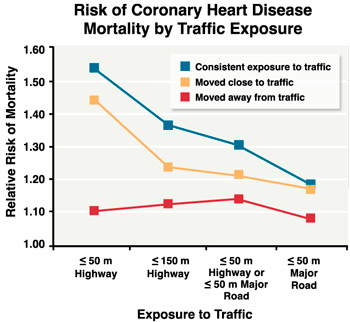 Risk of Coronary Heart Disease
Mortality by Traffic Exposure
Relative Risk of Mortality
1.60
1.50
1.40
1.30
1.20
1.10
1.00
Consistent exposure to traffic
Moved close to traffic
Moved away from traffic
≤ 50 m
Highway
≤ 150 m
Highway
≤ 50 m
Highway or
≤ 50 m Major
Road
≤ 50 m
Major
Road
Exposure to Traffic